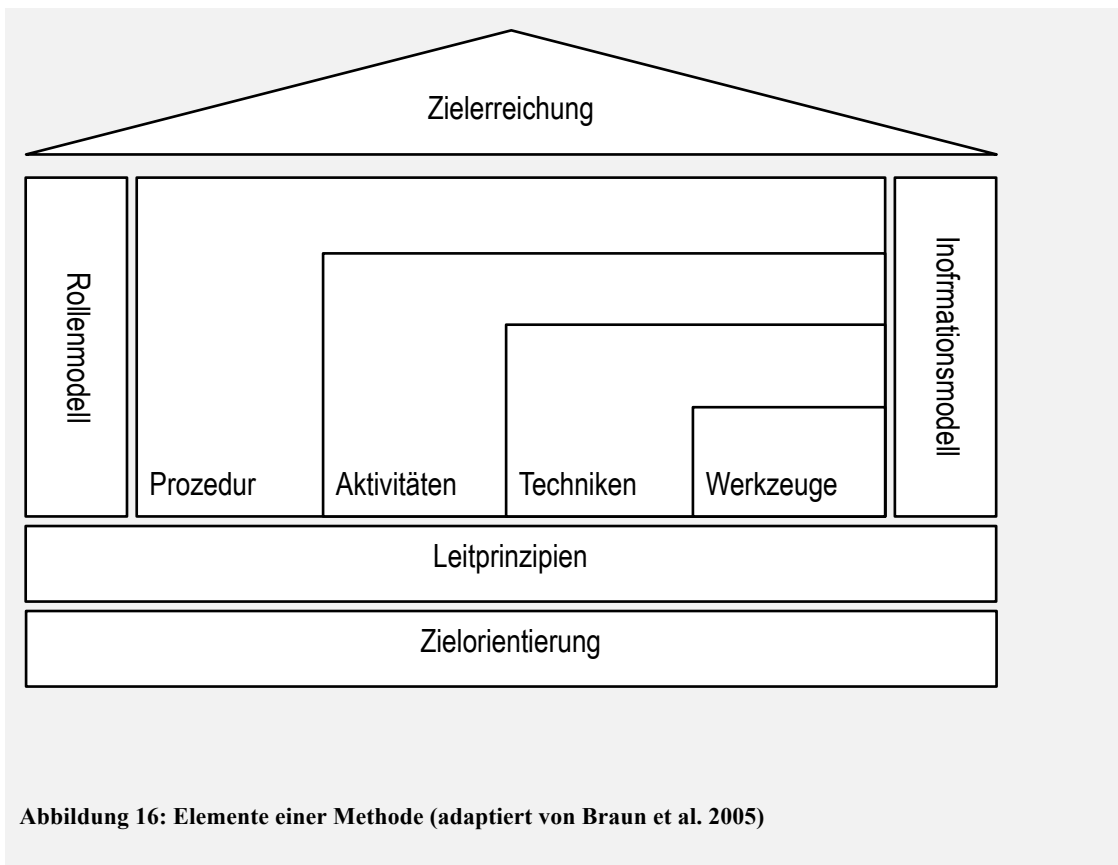 Zielerreichung
Rollenmodell
Inofrmationsmodell
Prozedur
Aktivitäten
Techniken
Werkzeuge
Leitprinzipien
Zielorientierung
Abbildung 16: Elemente einer Methode (adaptiert von Braun et al. 2005)